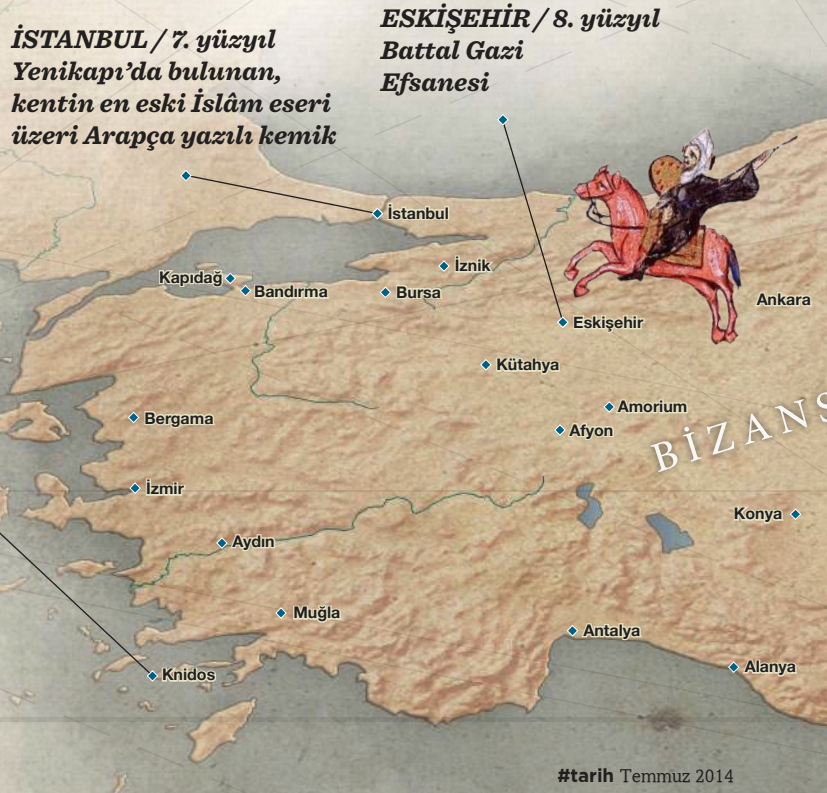 İSTANBUL / 7. yüzyıl
Yenikapı’da bulunan,
kentin en eski İslâm eseri
üzeri Arapça yazılı kemik
ESKİŞEHİR / 8. yüzyıl
Battal Gazi
Efsanesi
İstanbul
İznik
Kapıdağ
Bandırma
Bursa
Ankara
Eskişehir
Kütahya
Amorium
Bergama
Afyon
BİZANS
İzmir
Konya
Aydın
Muğla
Antalya
Knidos
Alanya
#tarih Temmuz 2014